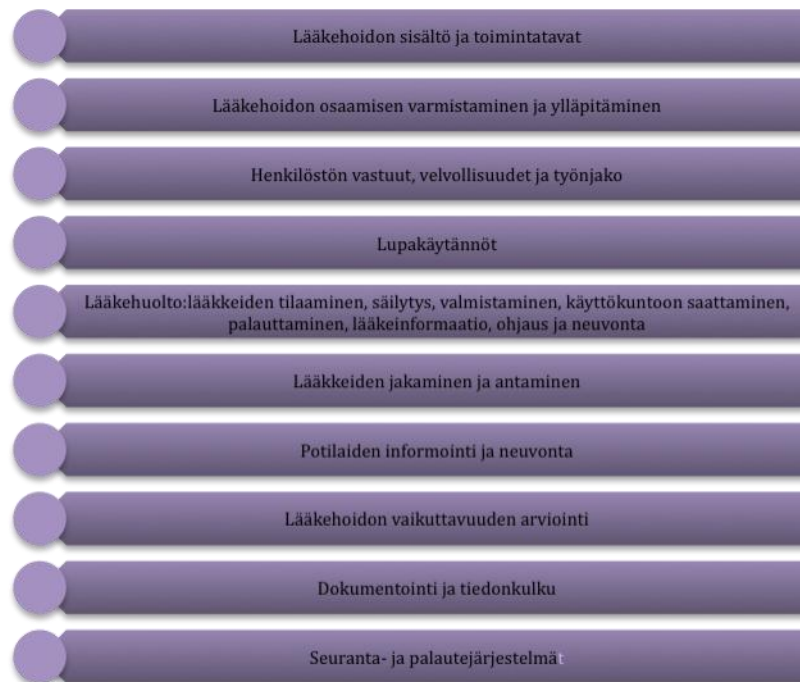 Lääkehoidon sisältö ja toimintatavat
Lääkehoidon osaamisen varmistaminen ja ylläpitäminen
Henkilöstön vastuut, velvollisuudet ja työnjako
Lupakäytännöt
Lääkehuolto:lääkkeiden tilaaminen, säilytys, valmistaminen, käyttökuntoon saattaminen,
palauttaminen, lääkeinformaatio, ohjaus ja neuvonta
Lääkkeiden jakaminen ja antaminen
Potilaiden informointi ja neuvonta
Lääkehoidon vaikuttavuuden arviointi
Dokumentointi ja tiedonkulku
Seuranta- ja palautejärjestelmät